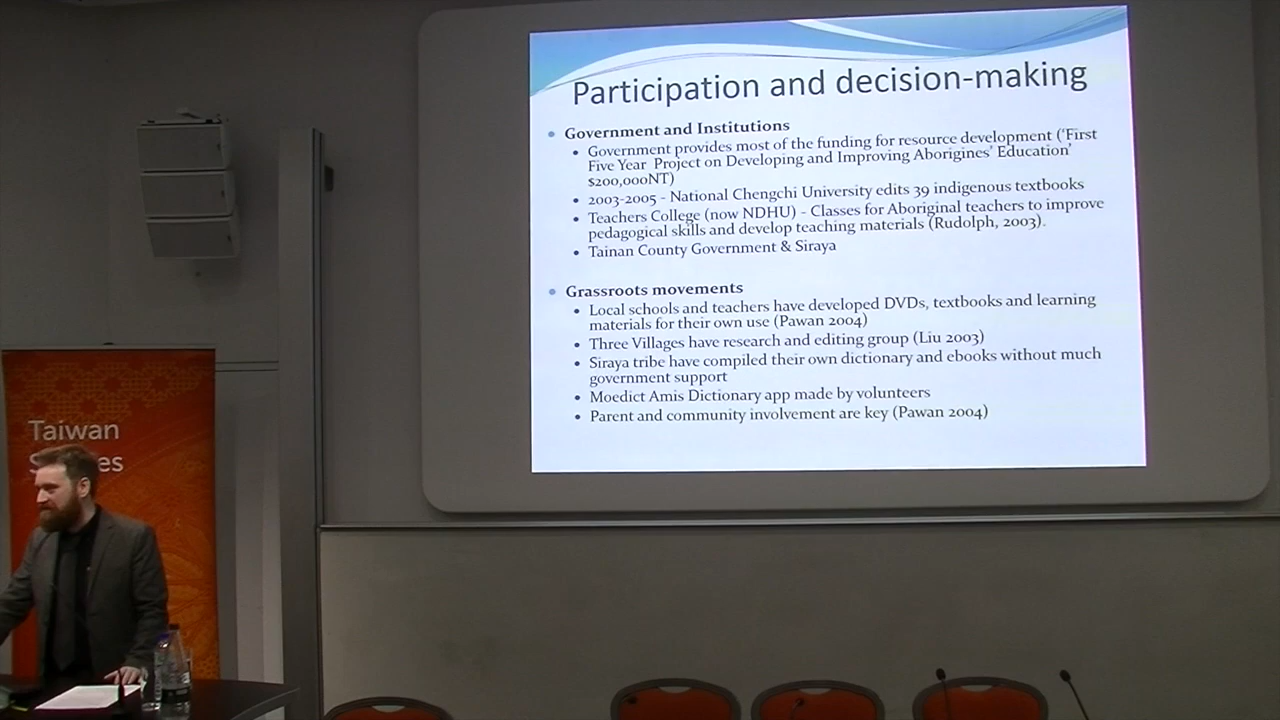 Participation and decision-making
Government and Institutions
Government provides most of the funding for resource development ('First
Five Year Project on Developing and Improving Aborigines' Education'
$200,000NT)
2003-2005 - National Chengchi University edits 39 indigenous textbooks
Teachers College (now NDHU) - Classes for Aboriginal teachers to improve
pedagogical skills and develop teaching materials (Rudolph, 2003).
Tainan County Government & Siraya
Grassroots movements
Local schools and teachers have developed DVDs, textbooks and learning
materials for their own use (Pawan 2004)
Three Villages have research and editing group (Liu 2003)
Siraya tribe have compiled their own dictionary and ebooks without much
government support
Moedict Amis Dictionary app made by volunteers
Parent and community involvement are key (Pawan 2004)
Taiwan